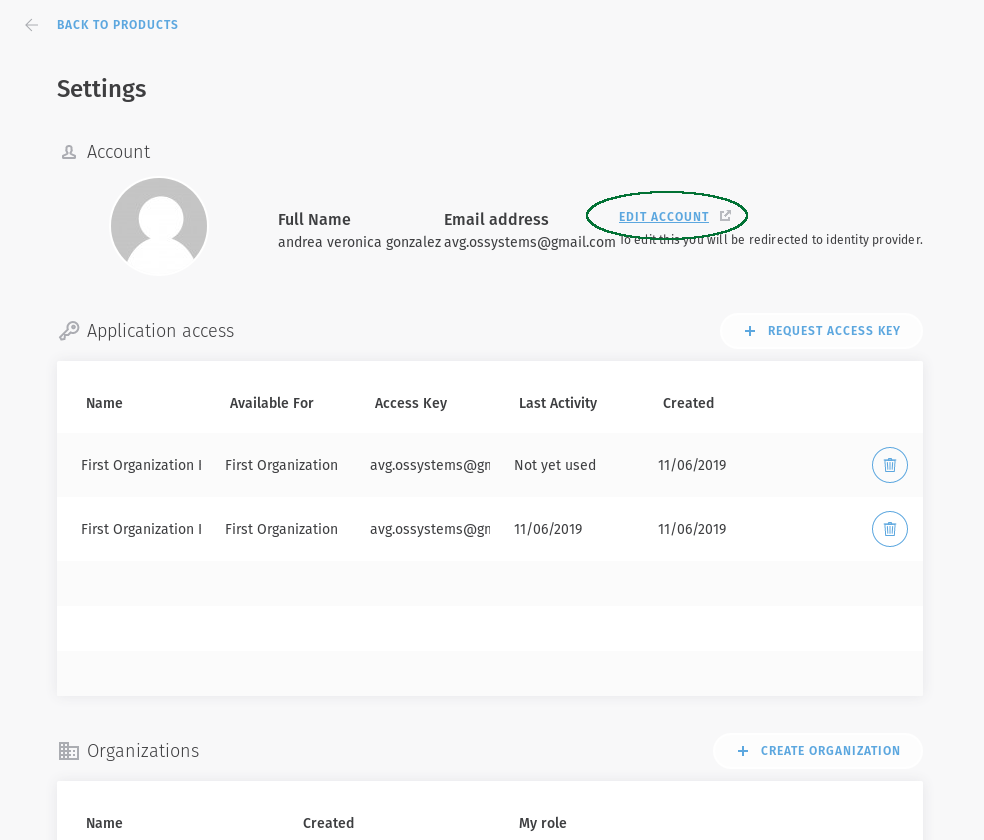 BACK TO PRODUCTS
Settings
Account
Full Name Email address EDIT ACCOUNT
andrea veronica gonzalez avg.ossystems@gmail.com To edit this you will be redirected to identity provider.
Application access + REQUEST ACCESS KEY
Name Available For Access Key Last Activity Created
First Organization I First Organization avg.ossystems@gn Not yet used 11/06/2019
First Organization I First Organization avg.ossystems@gn 11/06/2019 11/06/2019
Organizations + CREATE ORGANIZATION
Name Created My role